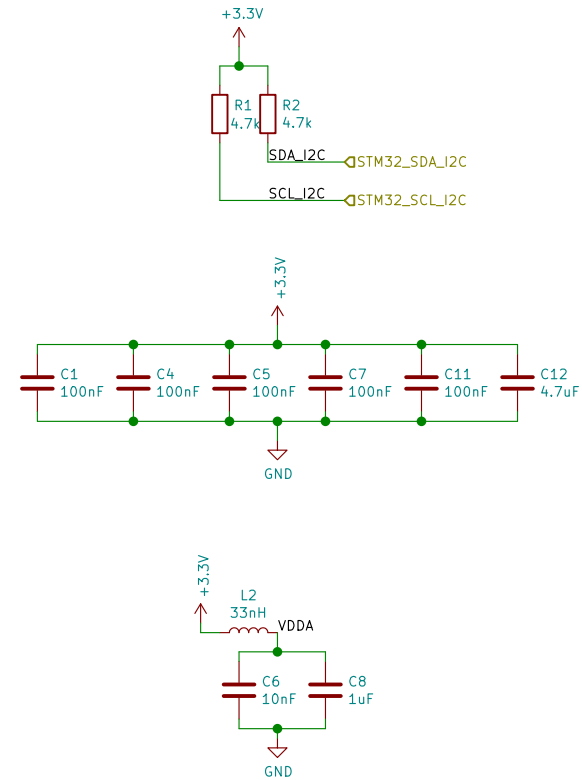 +3.3V
R1
4.7k
R2
4.7k
SDA_I2C
STM32_SDA_I2C
SCL_I2C
STM32_SCL_I2C
+3.3V
C1
100nF
C4
100nF
C5
100nF
C7
100nF
C11
100nF
C12
4.7uF
GND
+3.3V
L2
33nH
VDDA
C6
10nF
C8
1uF
GND